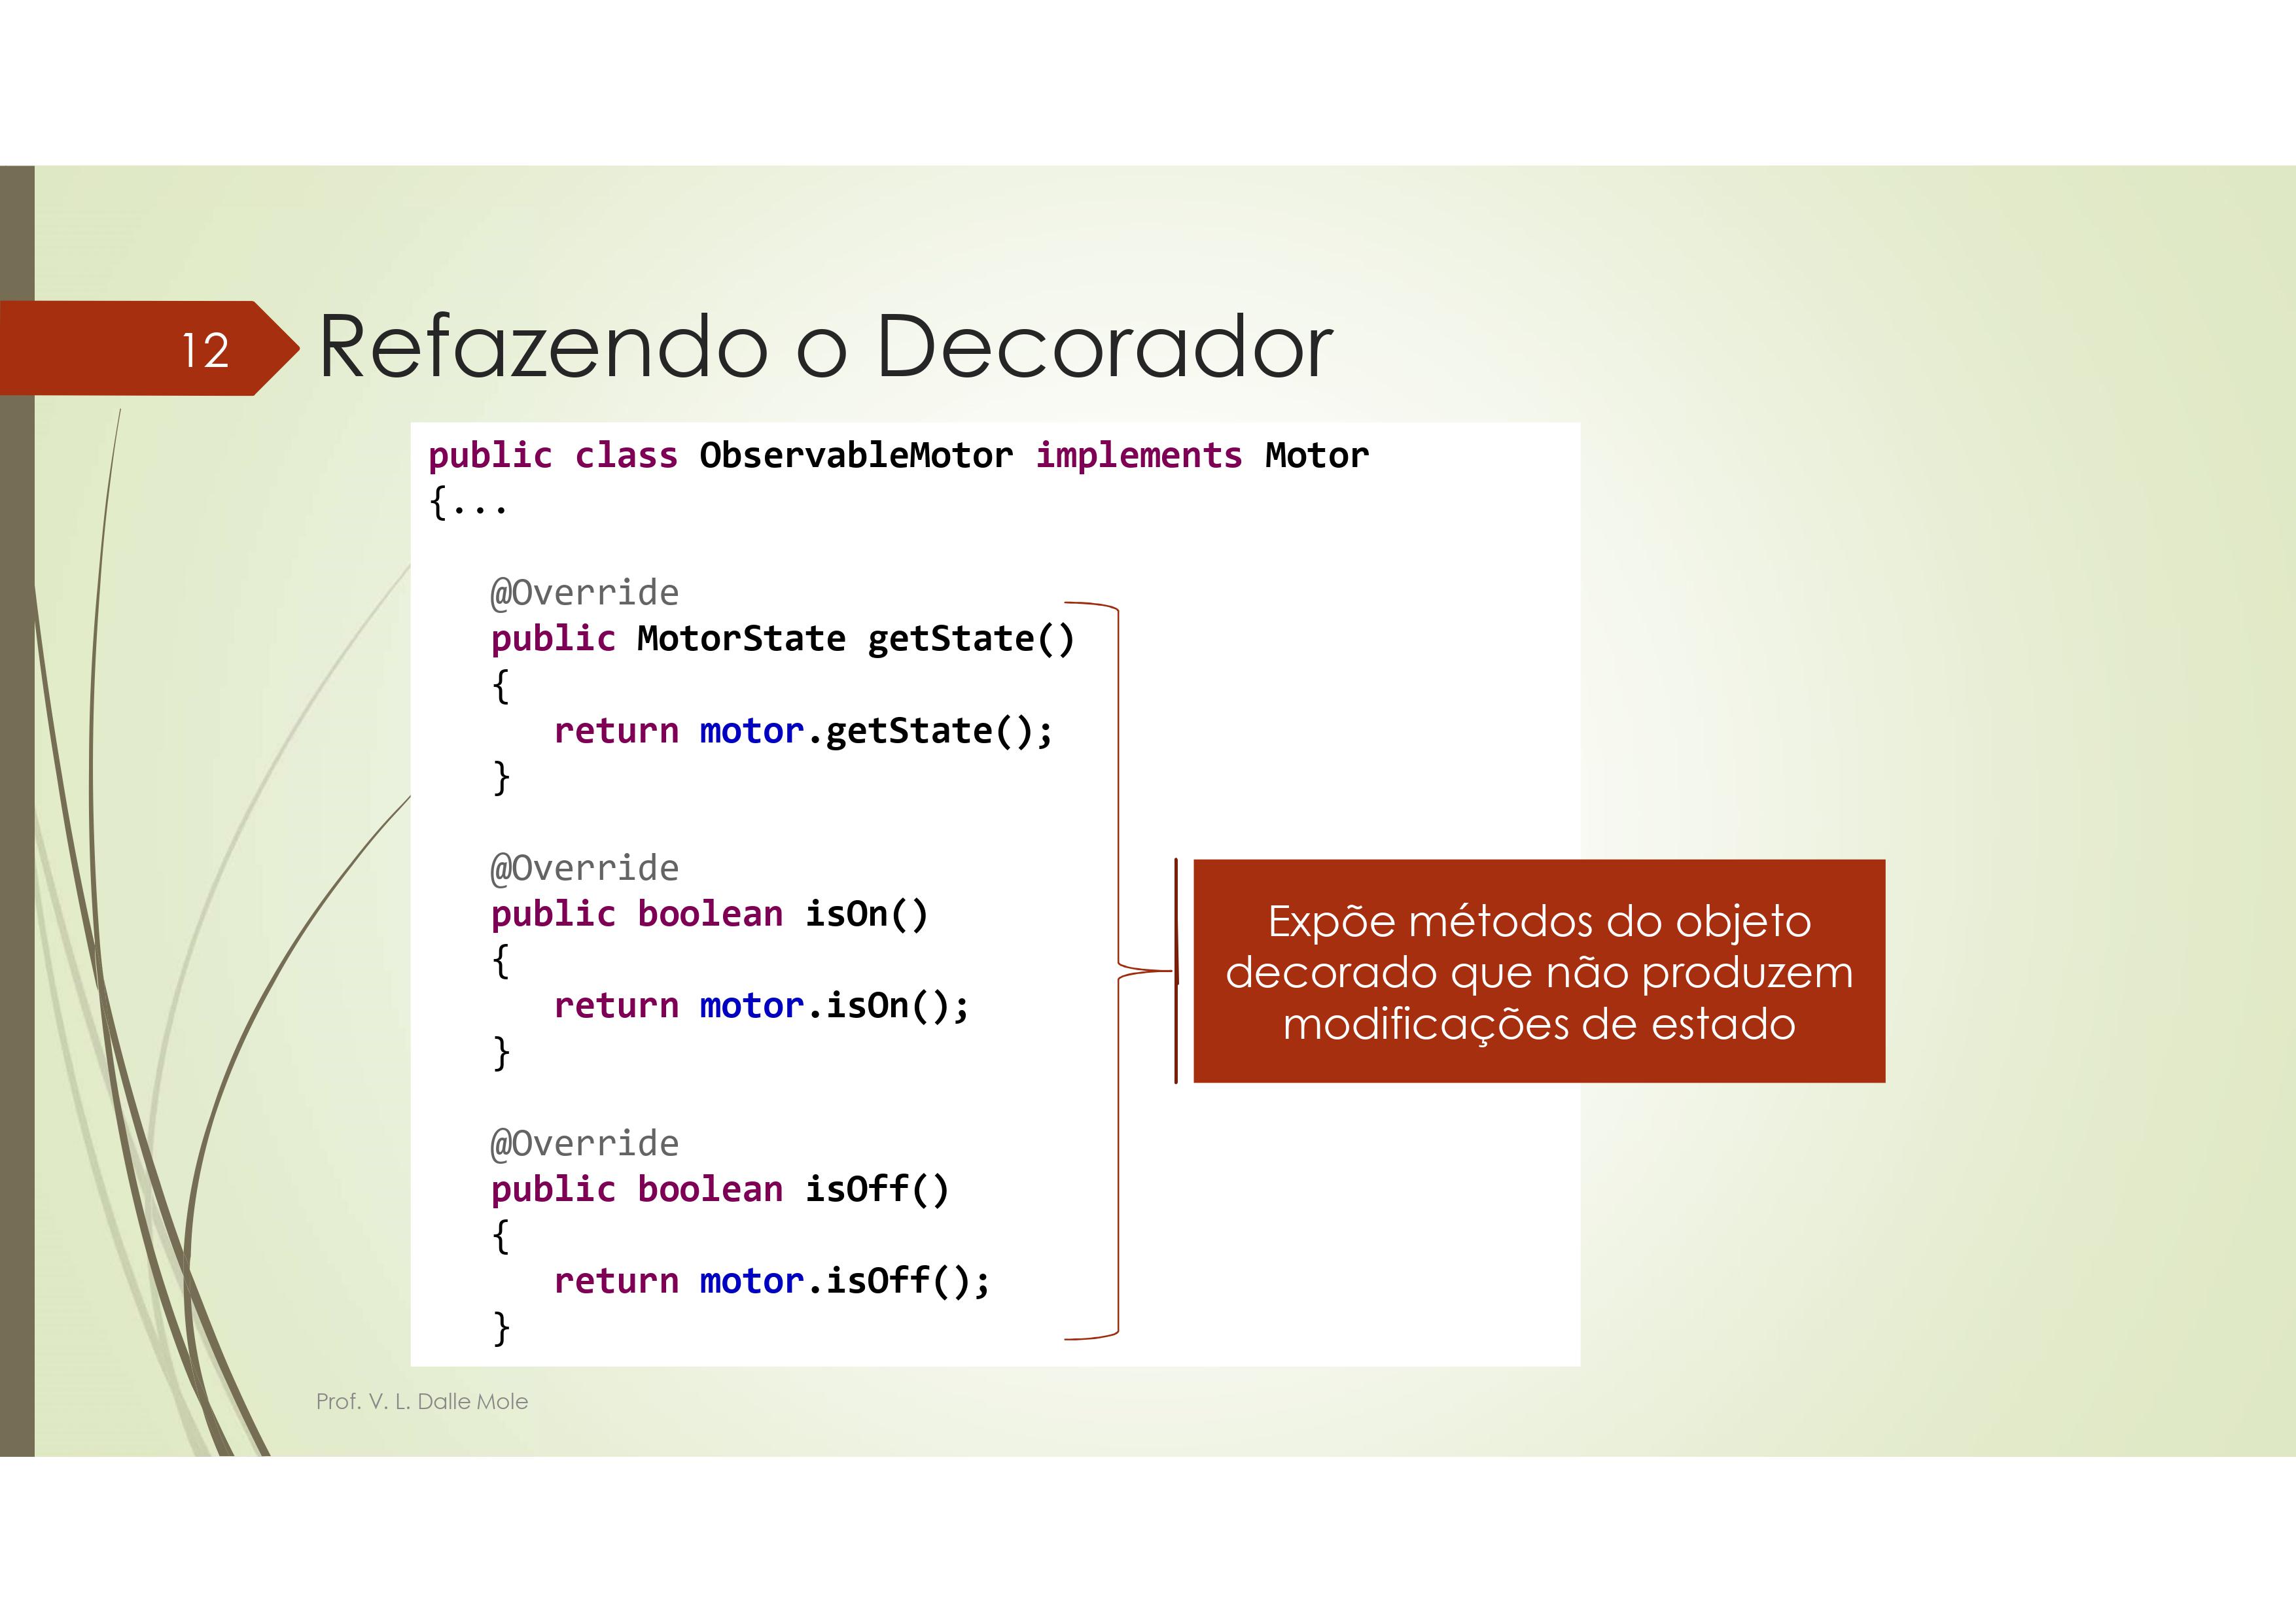 12
Refazendo o Decorador
public class ObservableMotor implements Motor
{...
@Override
public MotorState getState()
{
return motor.getState();
}
@Override
public boolean isOn()
{
return motor.isOn();
}
@Override
public boolean isOff()
{
return motor.isOff();
}
Expõe métodos do objeto
decorado que não produzem
modificações de estado
Prof. V. L. Dalle Mole